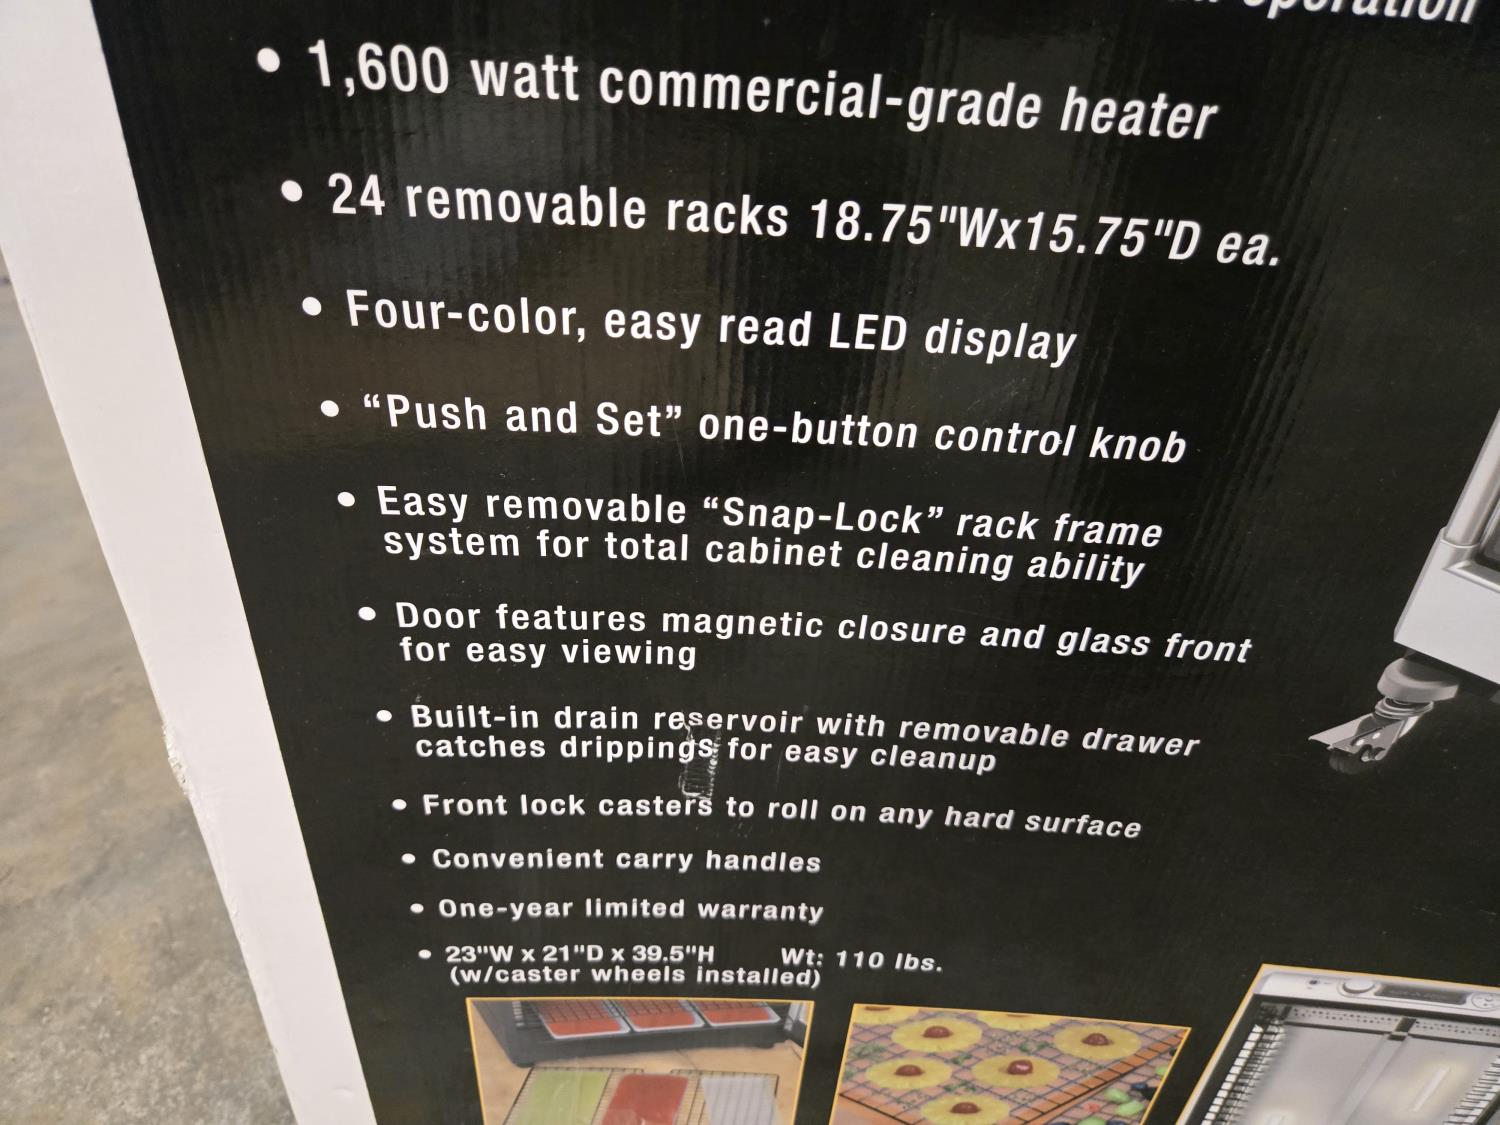 operation
• 1,600 watt commercial-grade heater
• 24 removable racks 18.75"Wx15.75"D ea.
• Four-color, easy read LED display
• “Push and Set” one-button control knob
• Easy removable “Snap-Lock” rack frame
system for total cabinet cleaning ability
• Door features magnetic closure and glass front
for easy viewing
• Built-in drain reservoir with removable drawer
catches drippings for easy cleanup
• Front lock casters to roll on any hard surface
• Convenient carry handles
• One-year limited warranty
• 23"W x 21"D x 39.5"H Wt: 110 lbs.
(w/caster wheels installed)